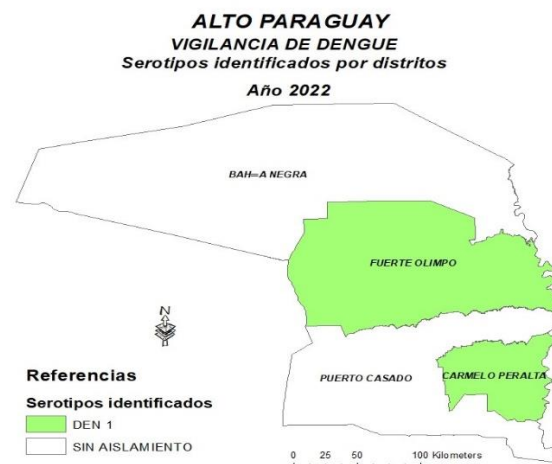 ALTO PARAGUAY
VIGILANCIA DE DENGUE
Serotipos identificados por distritos
Año 2022
BAH=A NEGRA
FUERTE OLIMPO
N
PUERTO CASADO
CARMELO PERALTA
Referencias
Serotipos identificados
DEN 1
SIN AISLAMIENTO
0 25 50 100 Kilometers